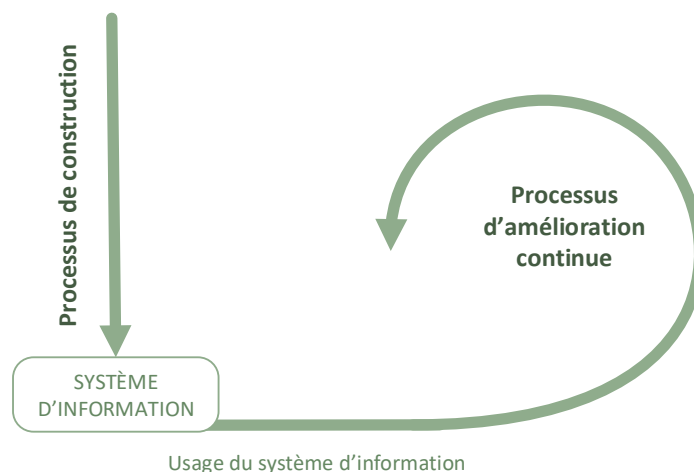 Processus de construction
Processus
d’amélioration
continue
SYSTÈME
D’INFORMATION
Usage du système d’information